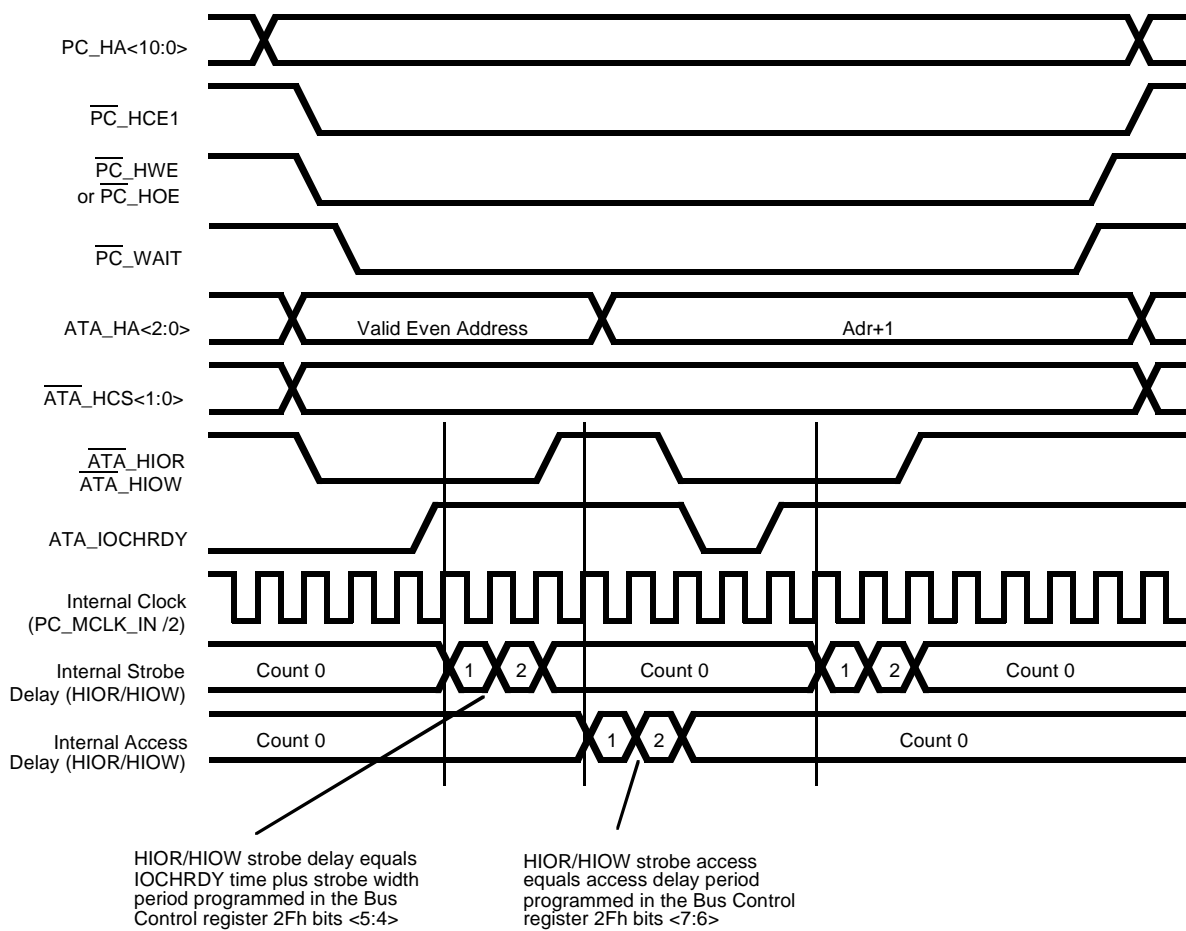 PC_HA<10:0>
PC_HCE1
PC_HWE
or PC_HOE
PC_WAIT
ATA_HA<2:0>
Valid Even Address
Adr+1
ATA_HCS<1:0>
ATA_HIOR
ATA_HIOW
ATA_IOCHRDY
Internal Clock
(PC_MCLK_IN /2)
Internal Strobe
Delay (HIOR/HIOW)
Count 0
1
2
Count 0
1
2
Count 0
Internal Access
Delay (HIOR/HIOW)
Count 0
1
2
Count 0
HIOR/HIOW strobe delay equals
IOCHRDY time plus strobe width
period programmed in the Bus
Control register 2Fh bits <5:4>
HIOR/HIOW strobe access
equals access delay period
programmed in the Bus Control
register 2Fh bits <7:6>